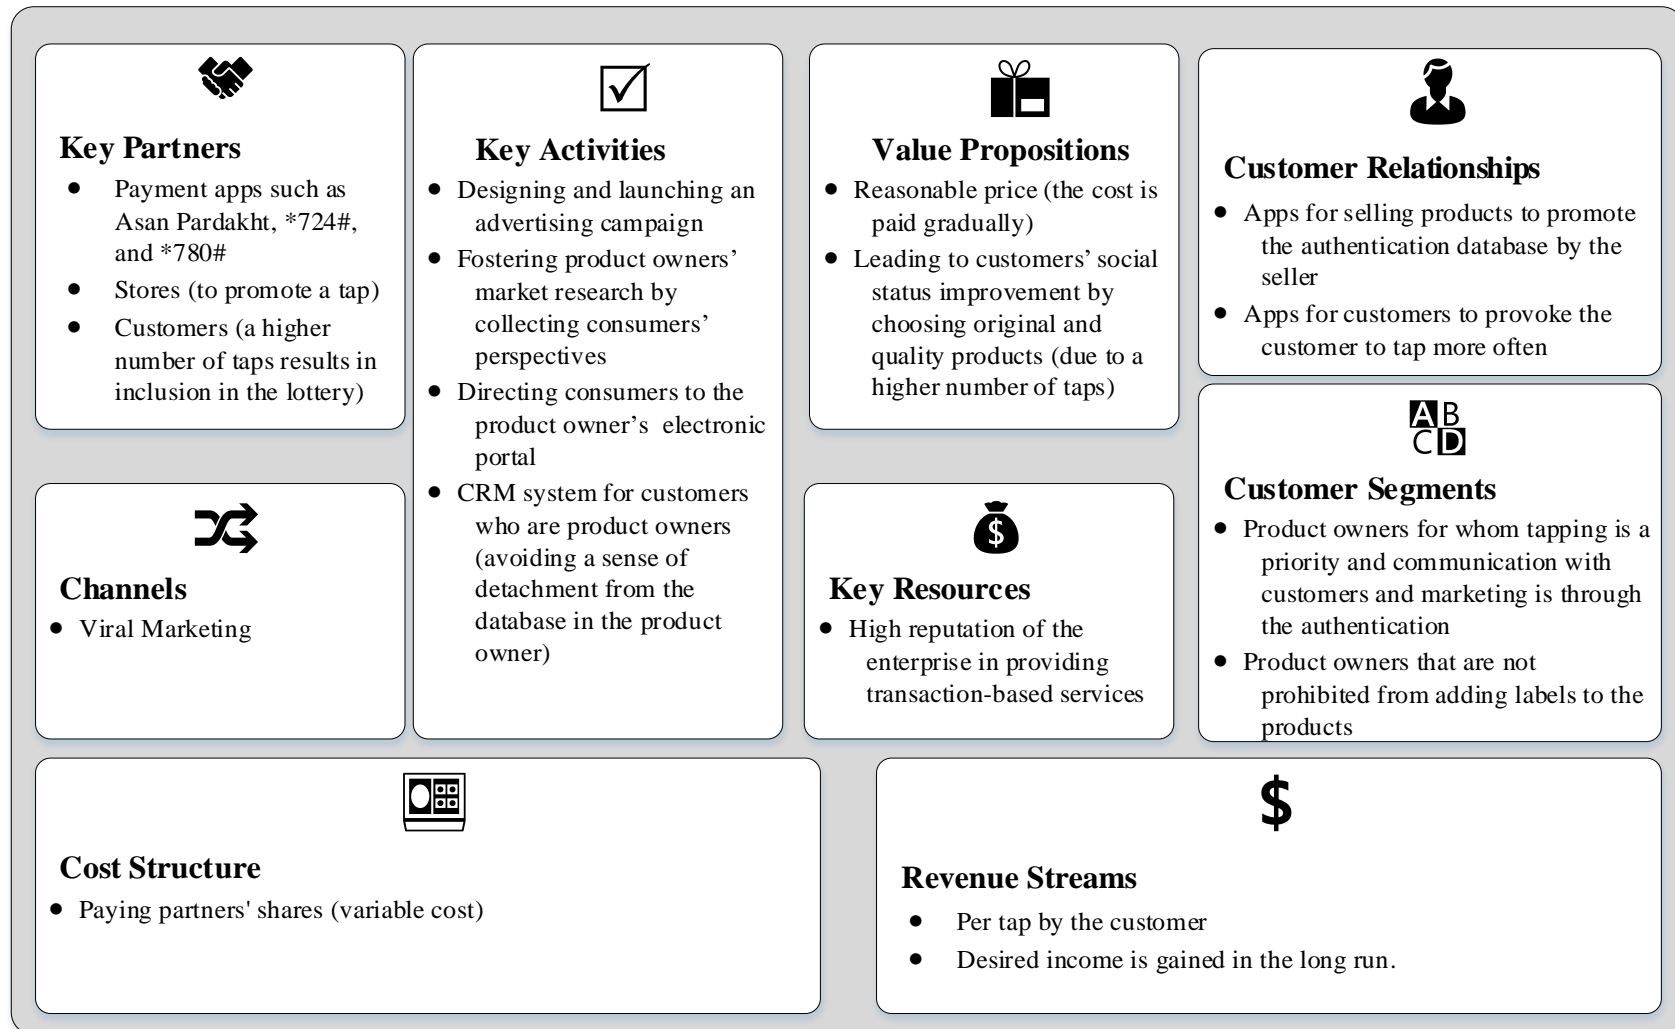 Key Partners
• Payment apps such as
Asan Pardakht, *724#,
and *780#
• Stores (to promote a tap)
• Customers (a higher
number of taps results in
inclusion in the lottery)
Key Activities
• Designing and launching an
advertising campaign
• Fostering product owners’
market research by
collecting consumers’
perspectives
• Directing consumers to the
product owner’s electronic
portal
• CRM system for customers
who are product owners
(avoiding a sense of
detachment from the
database in the product
owner)
Value Propositions
• Reasonable price (the cost is
paid gradually)
• Leading to customers’ social
status improvement by
choosing original and
quality products (due to a
higher number of taps)
Customer Relationships
• Apps for selling products to promote
the authentication database by the
seller
• Apps for customers to provoke the
customer to tap more often
A B
C D
Customer Segments
• Product owners for whom tapping is a
priority and communication with
customers and marketing is through
the authentication
• Product owners that are not
prohibited from adding labels to the
products
Channels
• Viral Marketing
$
Key Resources
• High reputation of the
enterprise in providing
transaction-based services
Cost Structure
• Paying partners' shares (variable cost)
$
Revenue Streams
• Per tap by the customer
• Desired income is gained in the long run.